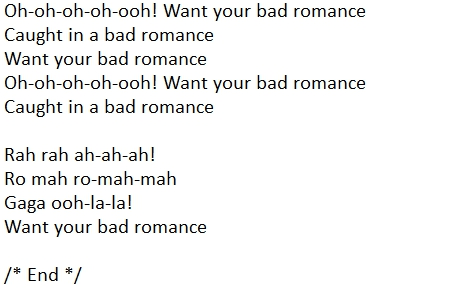 Oh-oh-oh-oh-ooh! Want your bad romance
Caught in a bad romance
Want your bad romance
Oh-oh-oh-oh-ooh! Want your bad romance
Caught in a bad romance

Rah rah ah-ah-ah!
Ro mah ro-mah-mah
Gaga ooh-la-la!
Want your bad romance

/* End */